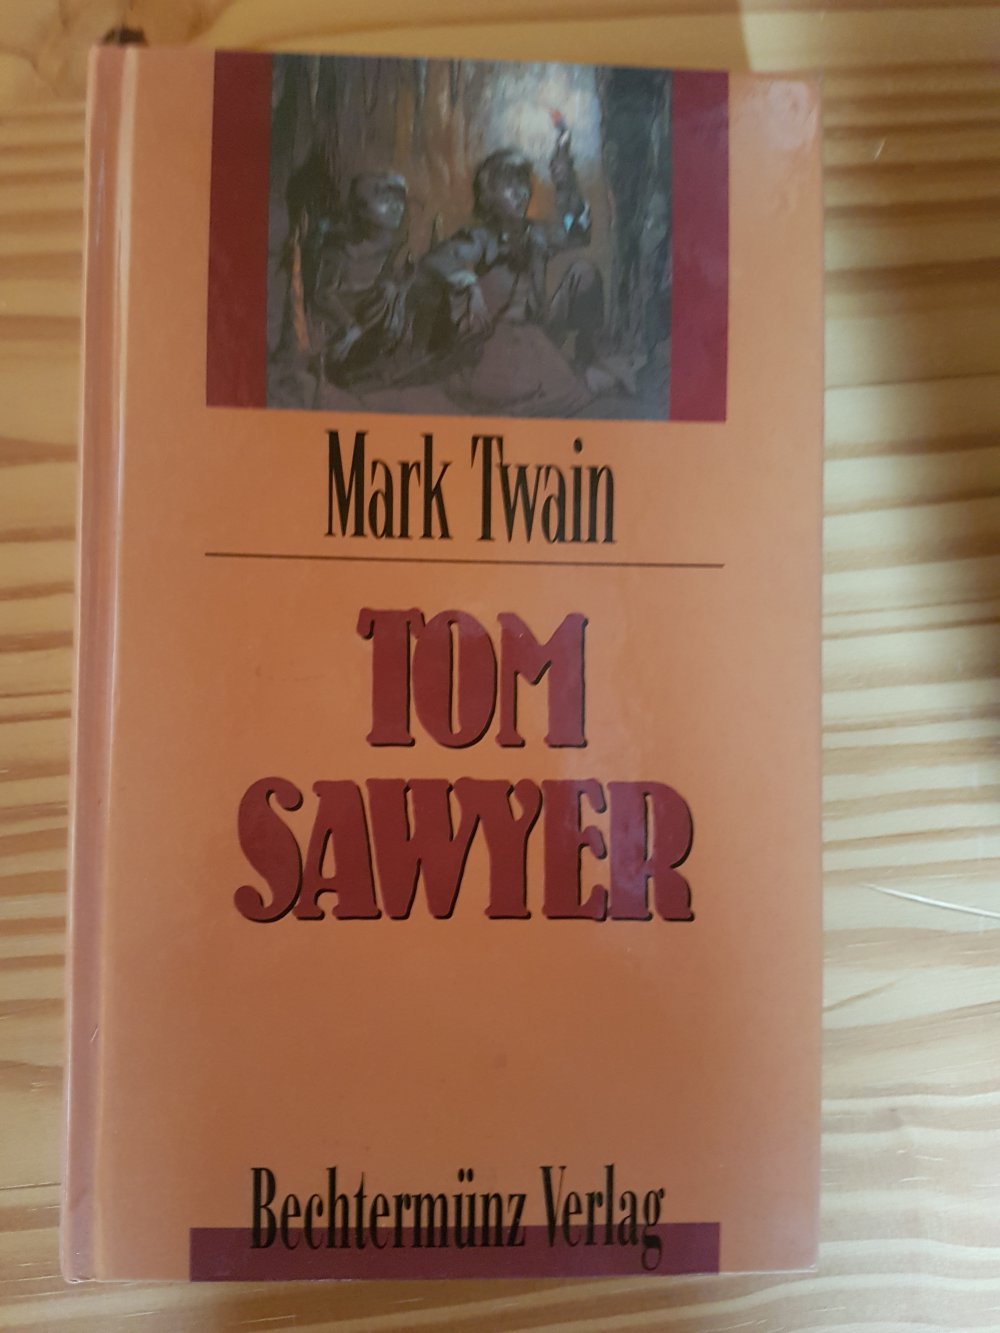 Mark Twain
TOM
SAWYER
Bechtermünz Verlag